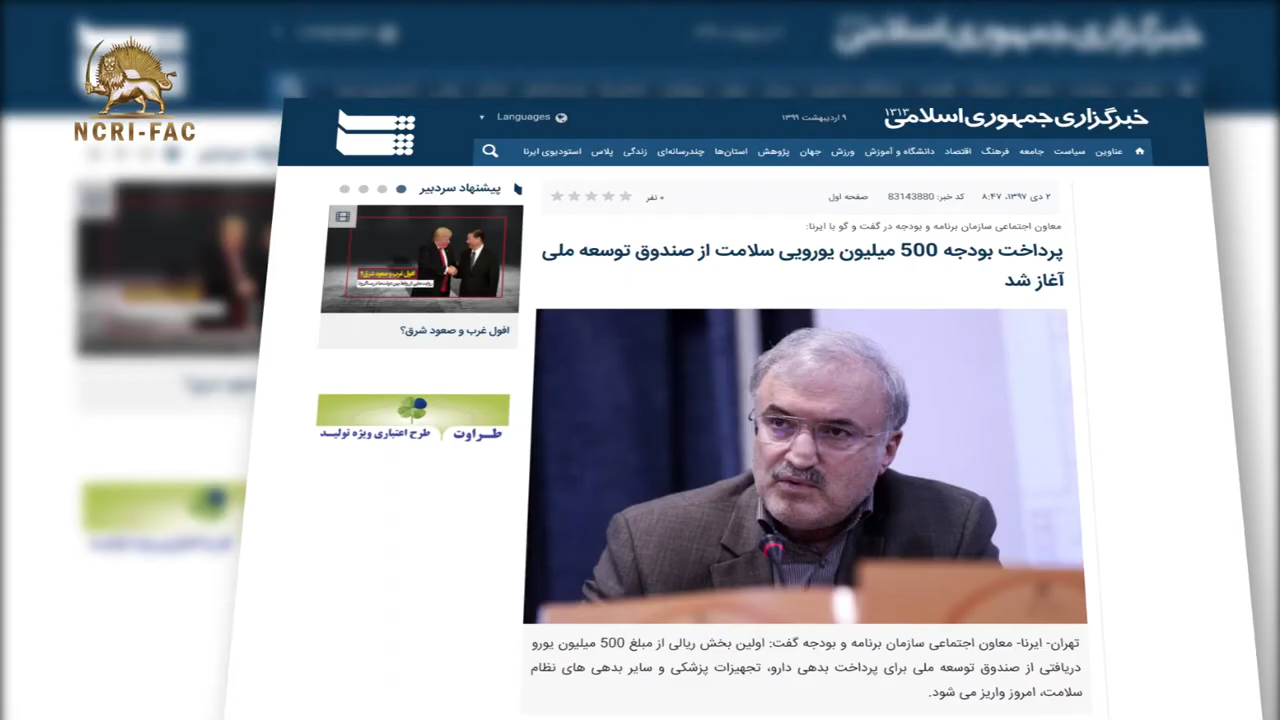 NCRI-FAC
خبرگزاری جمهوری اسلامی ۱۳۱۳
۹ اردیبهشت ۱۳۹۹
Languages
عناوین سیاست جامعه فرهنگ اقتصاد دانشگاه و آموزش ورزش جهان پژوهش استان‌ها چندرسانه‌ای زندگی پلاس استودیوی ایرنا
۲ دی ۱۳۹۷، ۸:۴۷ کد خبر: 83143880 صفحه اول ۰ نفر
معاون اجتماعی سازمان برنامه و بودجه در گفت و گو با ایرنا:
پرداخت بودجه 500 میلیون یورویی سلامت از صندوق توسعه ملی
آغاز شد
تهران- ایرنا- معاون اجتماعی سازمان برنامه و بودجه گفت: اولین بخش ریالی از مبلغ 500 میلیون یورو
دریافتی از صندوق توسعه ملی برای پرداخت بدهی دارو، تجهیزات پزشکی و سایر بدهی های نظام
سلامت، امروز واریز می شود.
پیشنهاد سردبیر
افول غرب و صعود شرق؟
افول غرب و صعود شرق؟
طراوت طرح اعتباری ویژه تولید